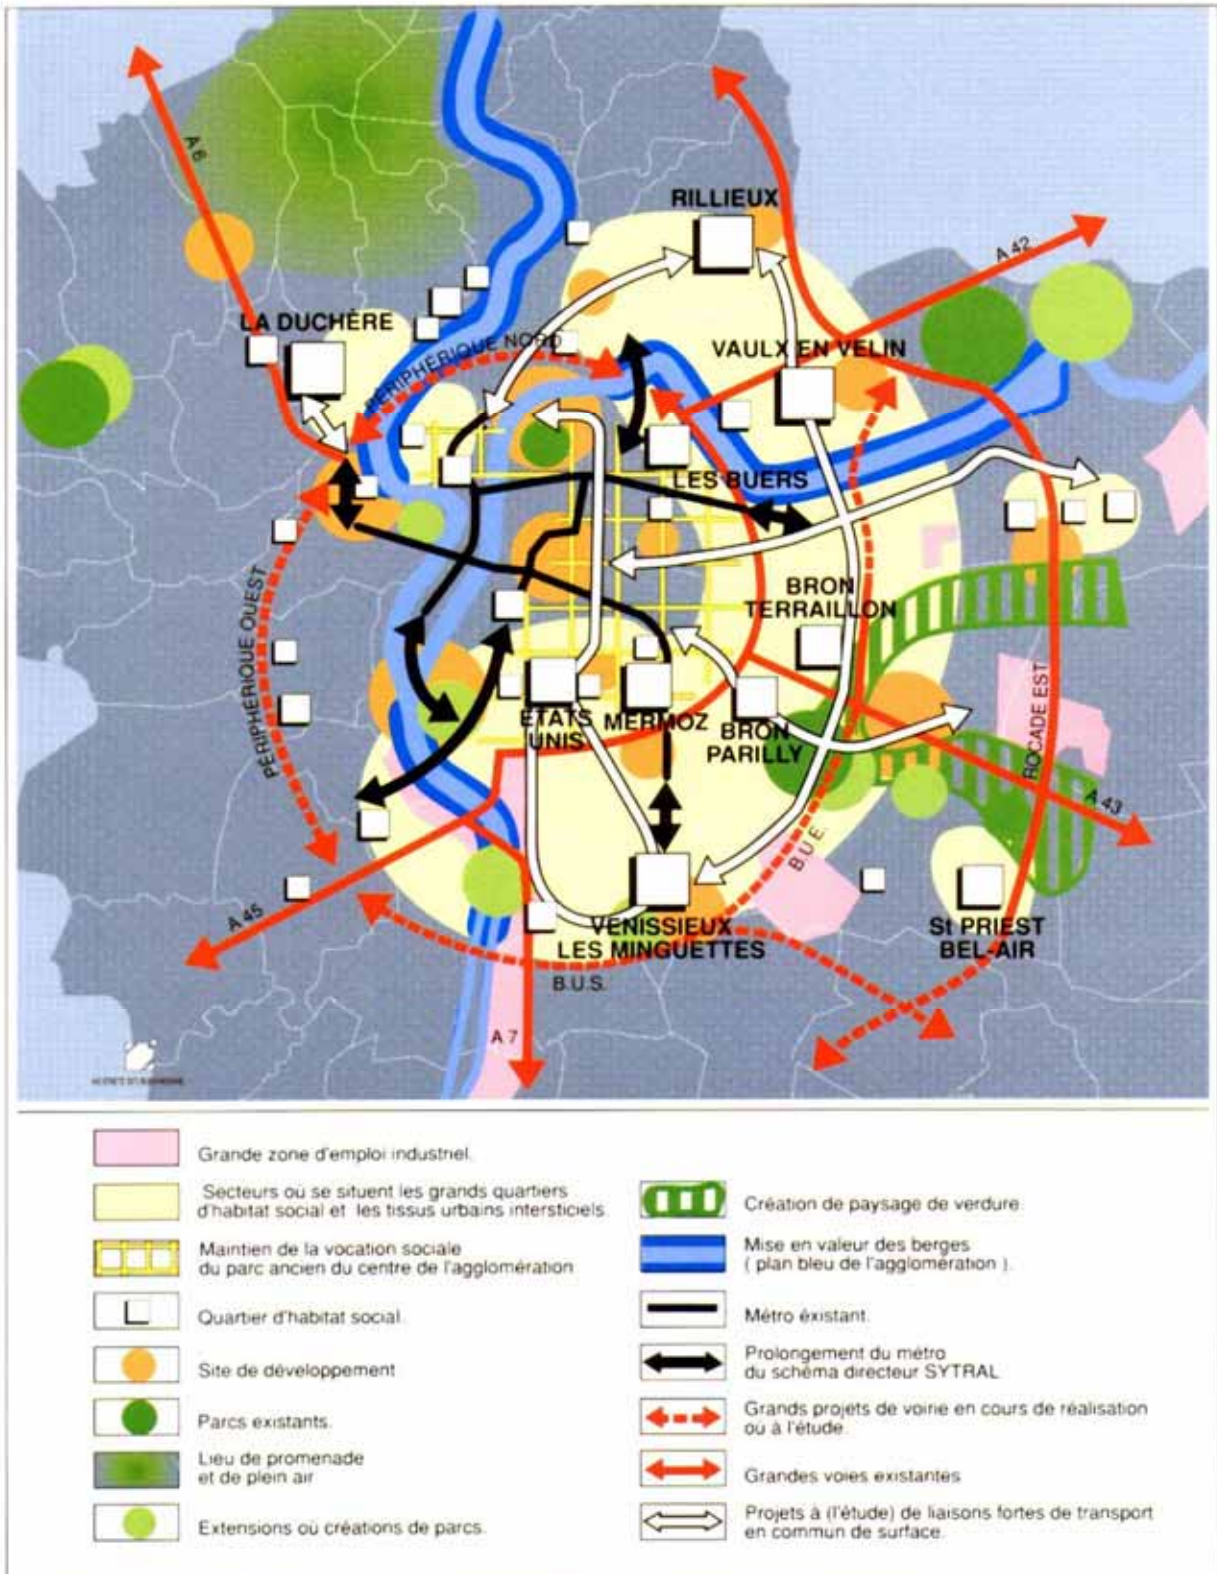 A 6
RILLIEUX
A 42
LA DUCHÈRE
PÉRIPHÉRIQUE NORD
VAULX EN VELIN
LES BUERS
BRON
TERRAILLON
PÉRIPHÉRIQUE OUEST
ETATS
UNIS
MERMOZ
BRON
PARILLY
ROCADE EST
A 43
B.U.E.
A 45
VENISSIEUX
LES MINGUETTES
St PRIEST
BEL-AIR
B.U.S.
A 7
Grande zone d'emploi industriel.
Secteurs où se situent les grands quartiers
d'habitat social et les tissus urbains intersticiels.
Maintien de la vocation sociale
du parc ancien du centre de l'agglomération
Quartier d'habitat social.
Site de développement
Parcs existants.
Lieu de promenade
et de plein air
Extensions où créations de parcs.
Création de paysage de verdure.
Mise en valeur des berges
( plan bleu de l'agglomération ).
Métro éxistant.
Prolongement du métro
du schéma directeur SYTRAL
Grands projets de voirie en cours de réalisation
où à l'étude.
Grandes voies existantes
Projets à (l'étude) de liaisons fortes de transport
en commun de surface.